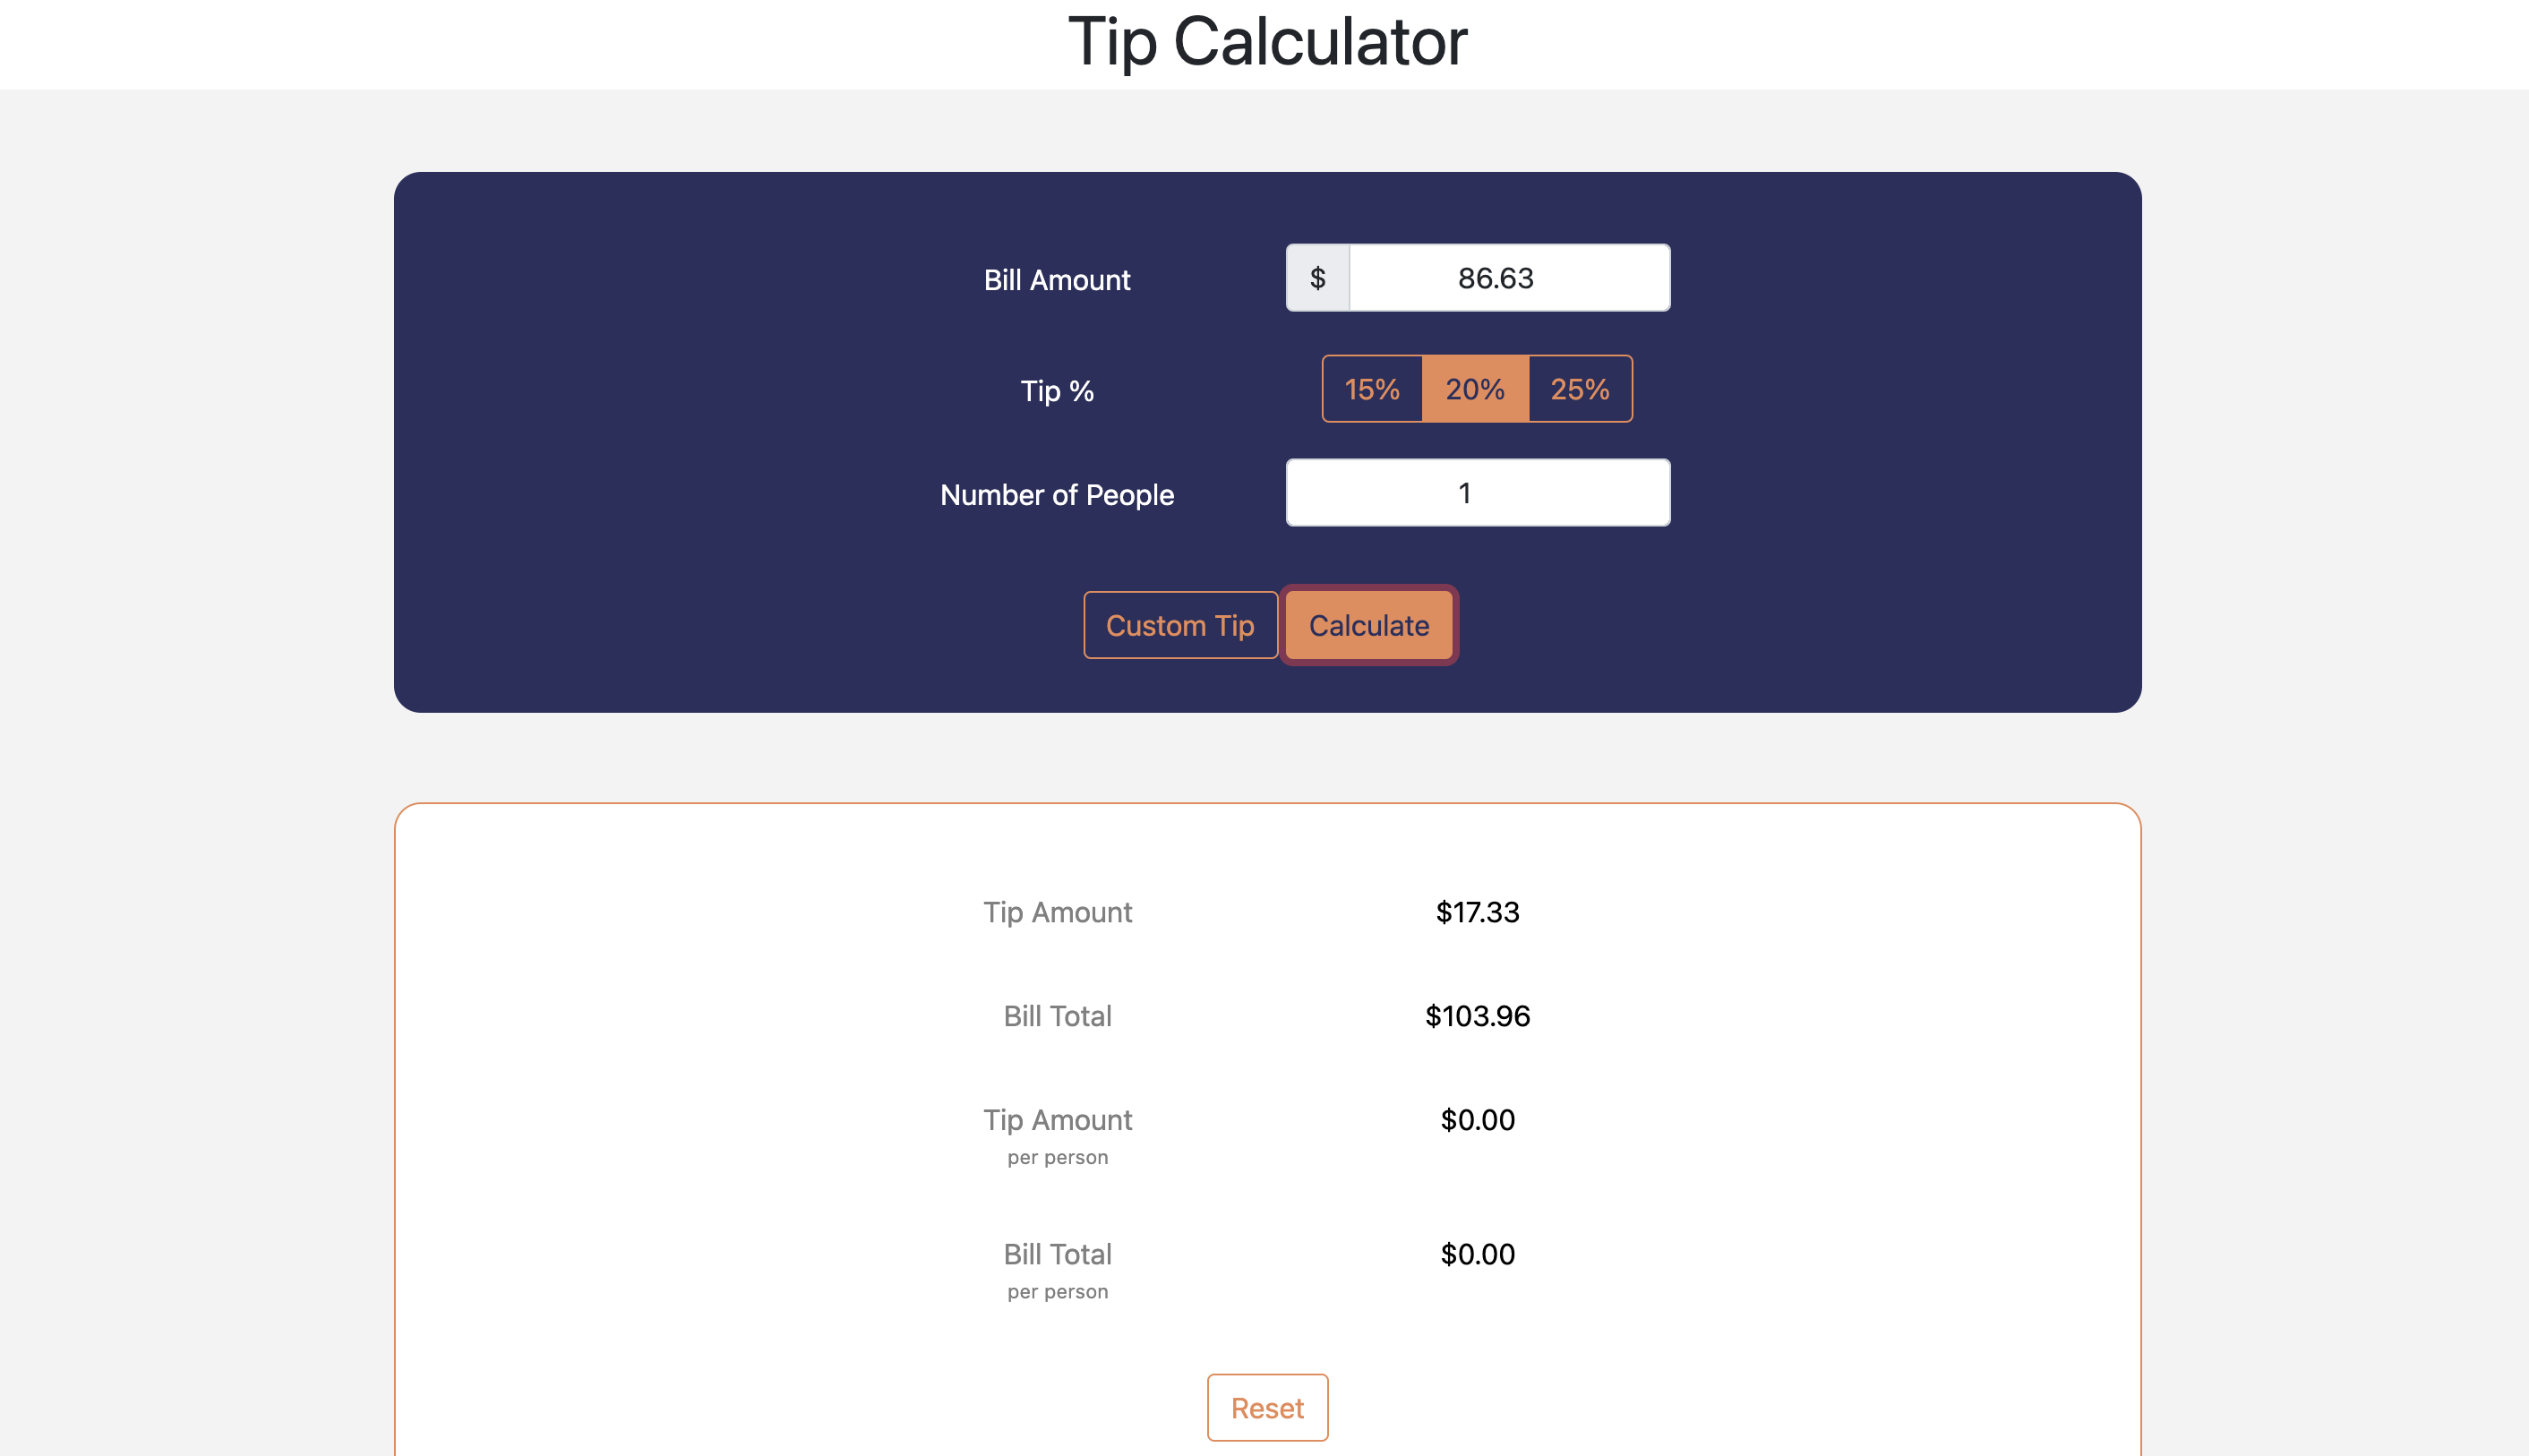 Tip Calculator
Bill Amount $ 86.63
Tip % 15% 20% 25%
Number of People 1
Custom Tip Calculate
Tip Amount $17.33
Bill Total $103.96
Tip Amount $0.00
per person
Bill Total $0.00
per person
Reset